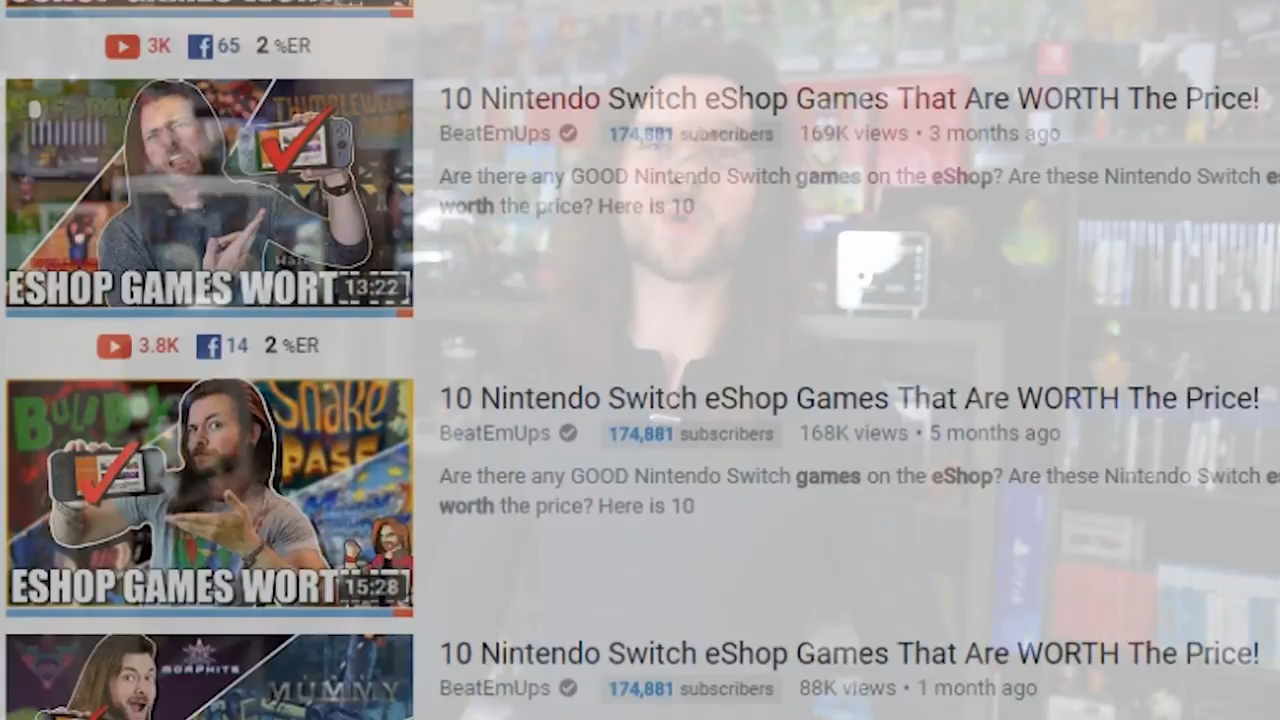 3K 65 2 %ER
10 Nintendo Switch eShop Games That Are WORTH The Price!
BeatEmUps 174,881 subscribers 169K views • 3 months ago
Are there any GOOD Nintendo Switch games on the eShop? Are these Nintendo Switch
worth the price? Here is 10
ESHOP GAMES WORT
13:22
3.8K 14 2 %ER
SNAKE
PASS
10 Nintendo Switch eShop Games That Are WORTH The Price!
BeatEmUps 174,881 subscribers 168K views • 5 months ago
Are there any GOOD Nintendo Switch games on the eShop? Are these Nintendo Switch
worth the price? Here is 10
ESHOP GAMES WORT
15:28
MORPHITE
MUMMY
10 Nintendo Switch eShop Games That Are WORTH The Price!
BeatEmUps 174,881 subscribers 88K views • 1 month ago